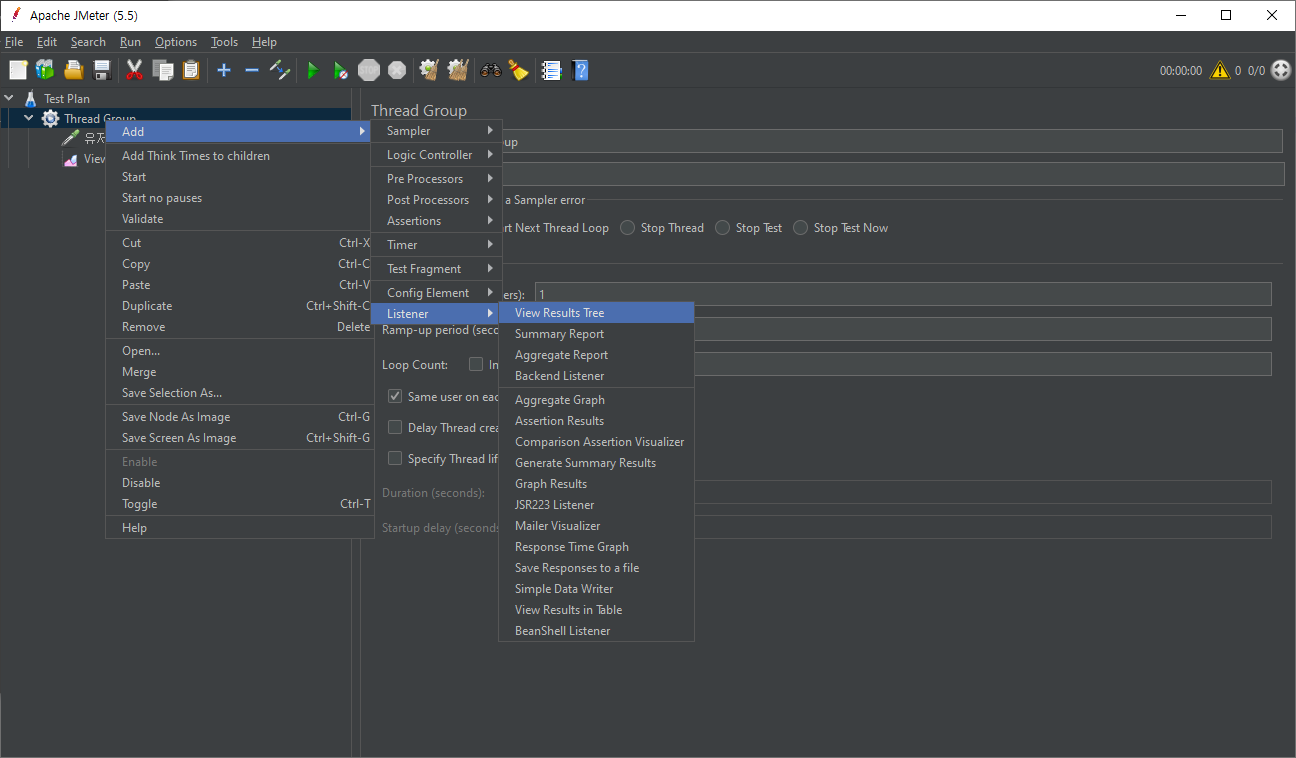 Apache JMeter (5.5)
File Edit Search Run Options Tools Help
STOP
00:00:00 0 0/0
Test Plan
Thread Group
유저
View
Add
Add Think Times to children
Start
Start no pauses
Validate
Cut Ctrl-X
Copy Ctrl-C
Paste Ctrl-V
Duplicate Ctrl+Shift-C
Remove Delete
Open...
Merge
Save Selection As...
Save Node As Image Ctrl-G
Save Screen As Image Ctrl+Shift-G
Enable
Disable
Toggle Ctrl-T
Help
Sampler
Logic Controller
Pre Processors
Post Processors
Assertions
Timer
Test Fragment
Config Element
Listener
View Results Tree
Summary Report
Aggregate Report
Backend Listener
Aggregate Graph
Assertion Results
Comparison Assertion Visualizer
Generate Summary Results
Graph Results
JSR223 Listener
Mailer Visualizer
Response Time Graph
Save Responses to a file
Simple Data Writer
View Results in Table
BeanShell Listener
Thread Group
oup
a Sampler error
art Next Thread Loop Stop Thread Stop Test Stop Test Now
ers): 1
Ramp-up period (seco
Loop Count: In
Same user on eac
Delay Thread crea
Specify Thread lif
Duration (seconds):
Startup delay (seconds